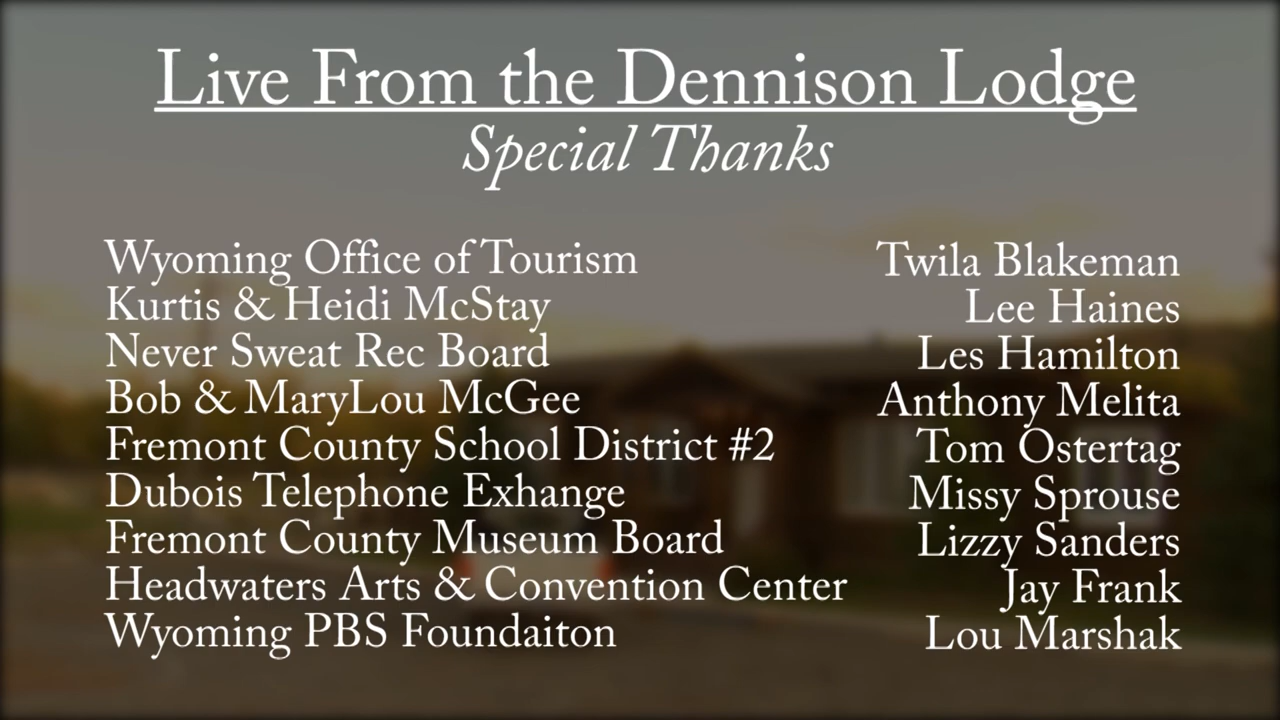 Live From the Dennison Lodge
Special Thanks
Wyoming Office of Tourism
Kurtis & Heidi McStay
Never Sweat Rec Board
Bob & MaryLou McGee
Fremont County School District #2
Dubois Telephone Exhange
Fremont County Museum Board
Headwaters Arts & Convention Center
Wyoming PBS Foundaiton
Twila Blakeman
Lee Haines
Les Hamilton
Anthony Melita
Tom Ostertag
Missy Sprouse
Lizzy Sanders
Jay Frank
Lou Marshak